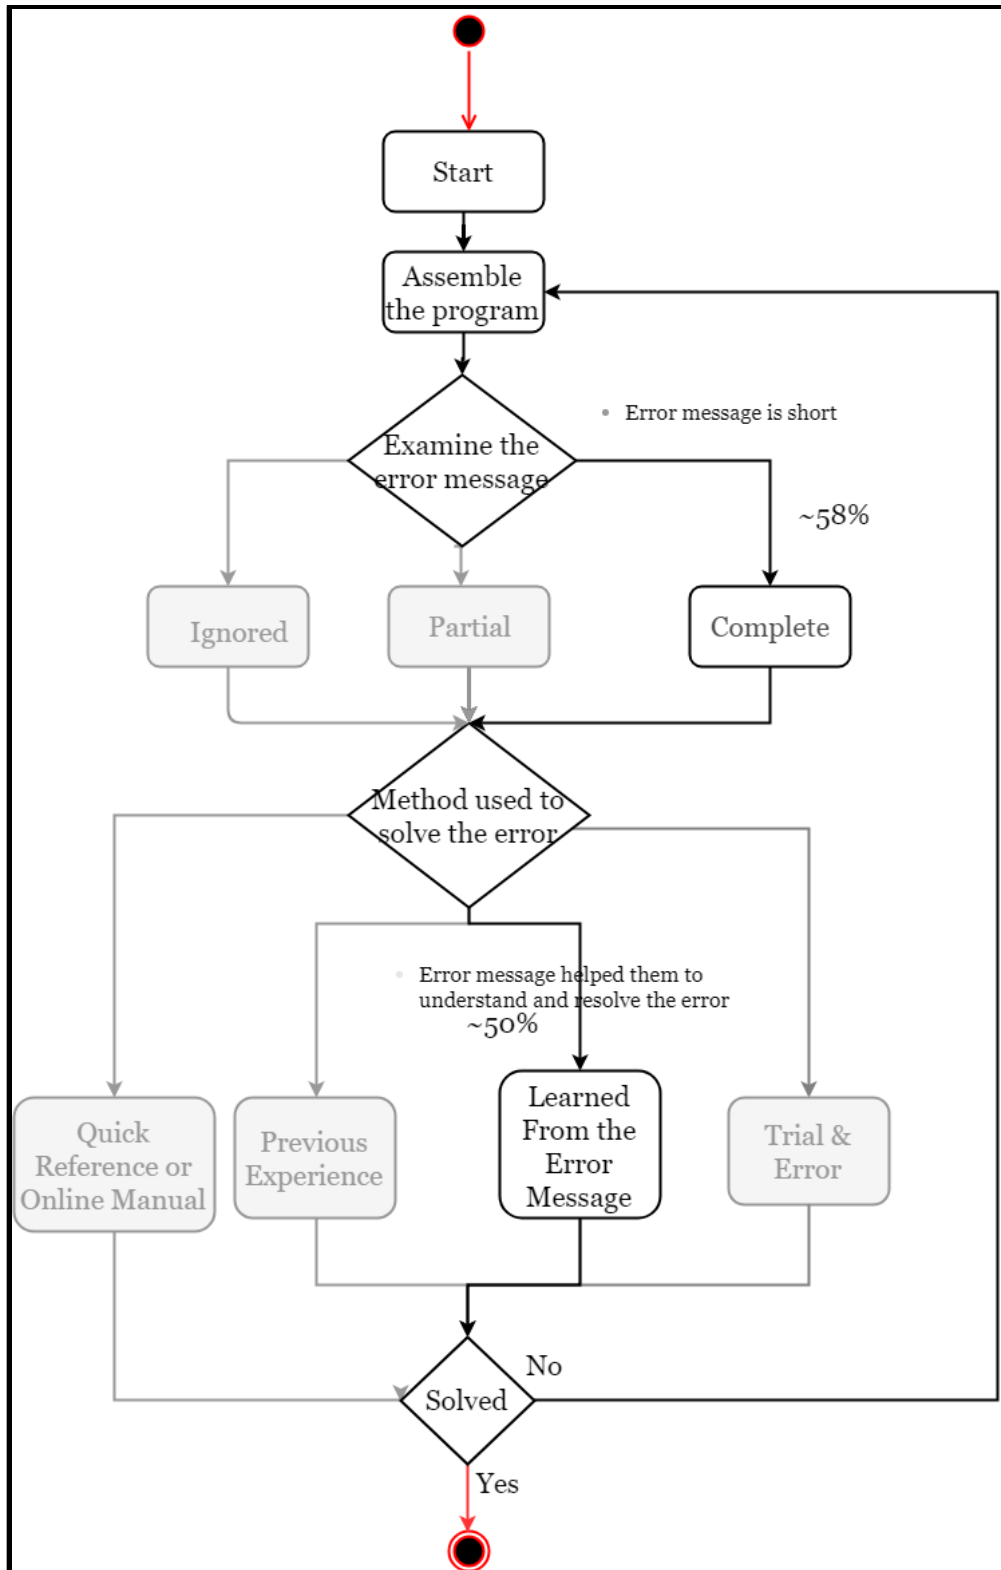 Start
Assemble
the program
Error message is short
Examine the
error message
~58%
Ignored
Partial
Complete
Method used to
solve the error
Error message helped them to
understand and resolve the error
~50%
Quick
Reference or
Online Manual
Previous
Experience
Learned
From the
Error
Message
Trial &
Error
No
Solved
Yes